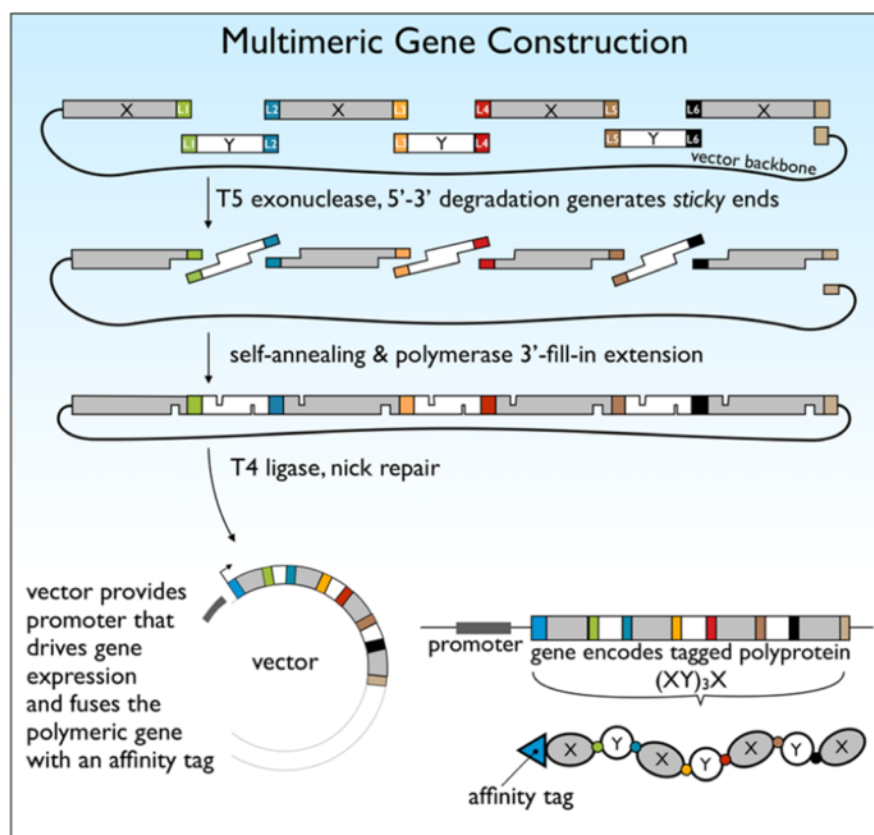 Multimeric Gene Construction
X L1 L2 X L3 L4 X L5 L6 X
L1 Y L2 L3 Y L4 L5 Y L6
vector backbone
T5 exonuclease, 5’-3’ degradation generates sticky ends
self-annealing & polymerase 3’-fill-in extension
T4 ligase, nick repair
vector provides
promoter that
drives gene
expression
and fuses the
polymeric gene
with an affinity tag
vector
promoter
gene encodes tagged polyprotein
(XY)₃X
X Y X Y X Y X
affinity tag